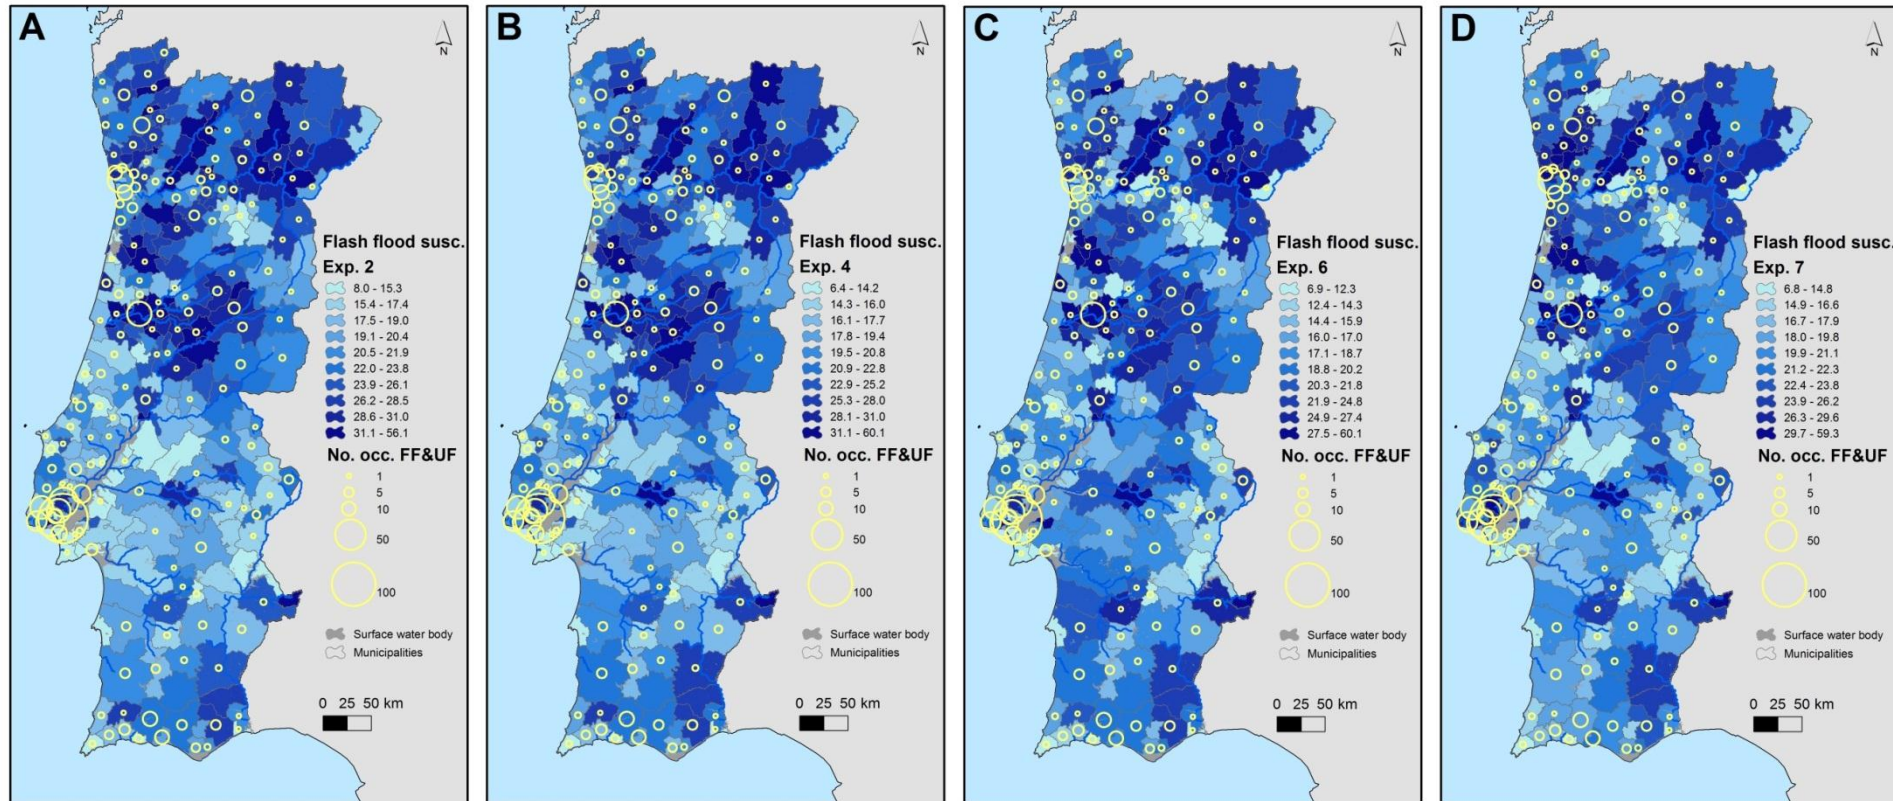 A
N
Flash flood susc.
Exp. 2
8.0 - 15.3
15.4 - 17.4
17.5 - 19.0
19.1 - 20.4
20.5 - 21.9
22.0 - 23.8
23.9 - 26.1
26.2 - 28.5
28.6 - 31.0
31.1 - 56.1
No. occ. FF&UF
1
5
10
50
100
Surface water body
Municipalities
0 25 50 km
B
N
Flash flood susc.
Exp. 4
6.4 - 14.2
14.3 - 16.0
16.1 - 17.7
17.8 - 19.4
19.5 - 20.8
20.9 - 22.8
22.9 - 25.2
25.3 - 28.0
28.1 - 31.0
31.1 - 60.1
No. occ. FF&UF
1
5
10
50
100
Surface water body
Municipalities
0 25 50 km
C
N
Flash flood susc.
Exp. 6
6.9 - 12.3
12.4 - 14.3
14.4 - 15.9
16.0 - 17.0
17.1 - 18.7
18.8 - 20.2
20.3 - 21.8
21.9 - 24.8
24.9 - 27.4
27.5 - 60.1
No. occ. FF&UF
1
5
10
50
100
Surface water body
Municipalities
0 25 50 km
D
N
Flash flood susc.
Exp. 7
6.8 - 14.8
14.9 - 16.6
16.7 - 17.9
18.0 - 19.8
19.9 - 21.1
21.2 - 22.3
22.4 - 23.8
23.9 - 26.2
26.3 - 29.6
29.7 - 59.3
No. occ. FF&UF
1
5
10
50
100
Surface water body
Municipalities
0 25 50 km